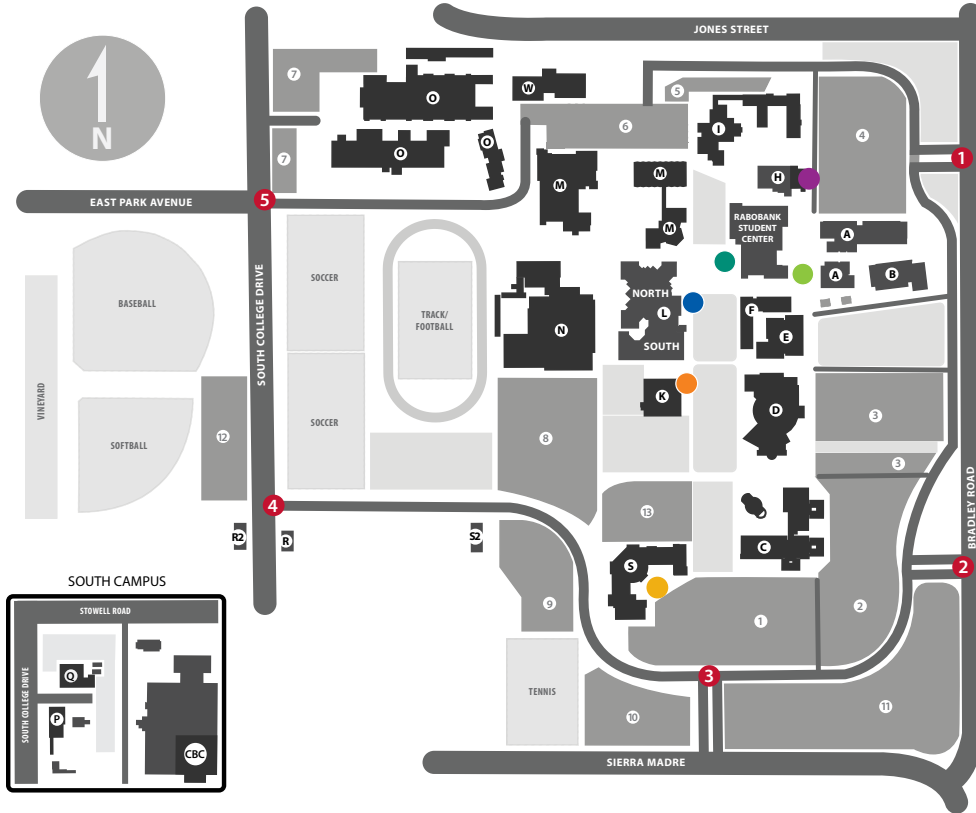 JONES STREET
7
O
W
5
6
I
4
N
7
O
O
M
M
H
1
EAST PARK AVENUE
5
RABOBANK
STUDENT
CENTER
M
A
SOUTH COLLEGE DRIVE
SOCCER
BASEBALL
TRACK/
FOOTBALL
NORTH
L
SOUTH
A
B
F
E
N
VINEYARD
SOFTBALL
12
SOCCER
8
K
D
3
3
4
R2
R
S2
13
C
BRADLEY ROAD
2
S
9
1
2
3
TENNIS
10
11
SIERRA MADRE
SOUTH CAMPUS
STOWELL ROAD
SOUTH COLLEGE DRIVE
Q
P
CBC